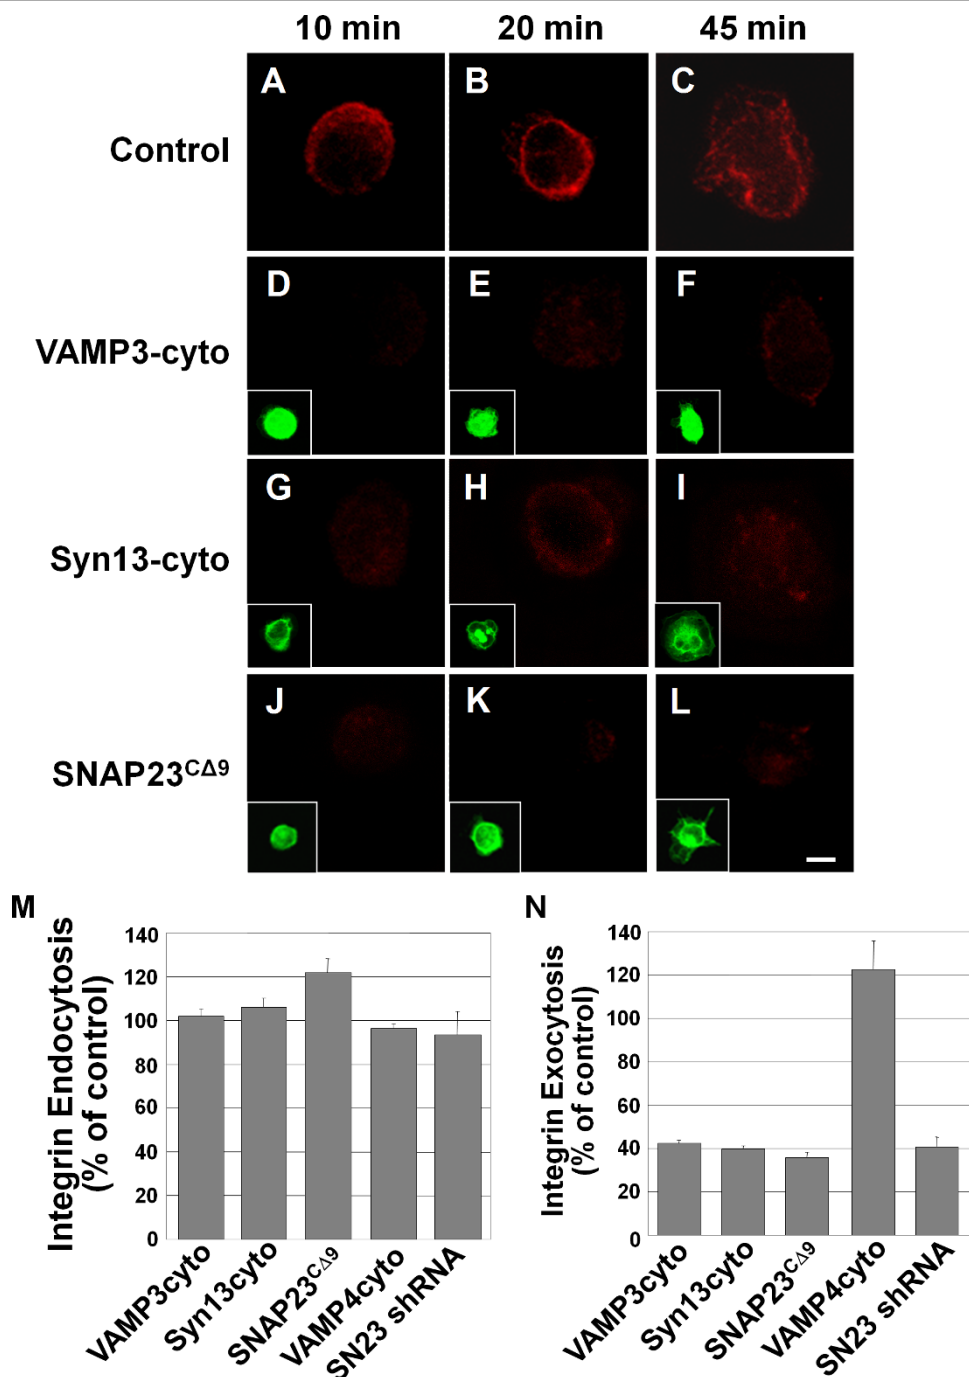 10 min 20 min 45 min
A B C
Control
D E F
VAMP3-cyto
G H I
Syn13-cyto
J K L
SNAP23CΔ9
M
Integrin Endocytosis
(% of control)
140
120
100
80
60
40
20
0
VAMP3cyto
Syn13cyto
SNAP23CΔ9
VAMP4cyto
SN23 shRNA
N
Integrin Exocytosis
(% of control)
140
120
100
80
60
40
20
0
VAMP3cyto
Syn13cyto
SNAP23CΔ9
VAMP4cyto
SN23 shRNA